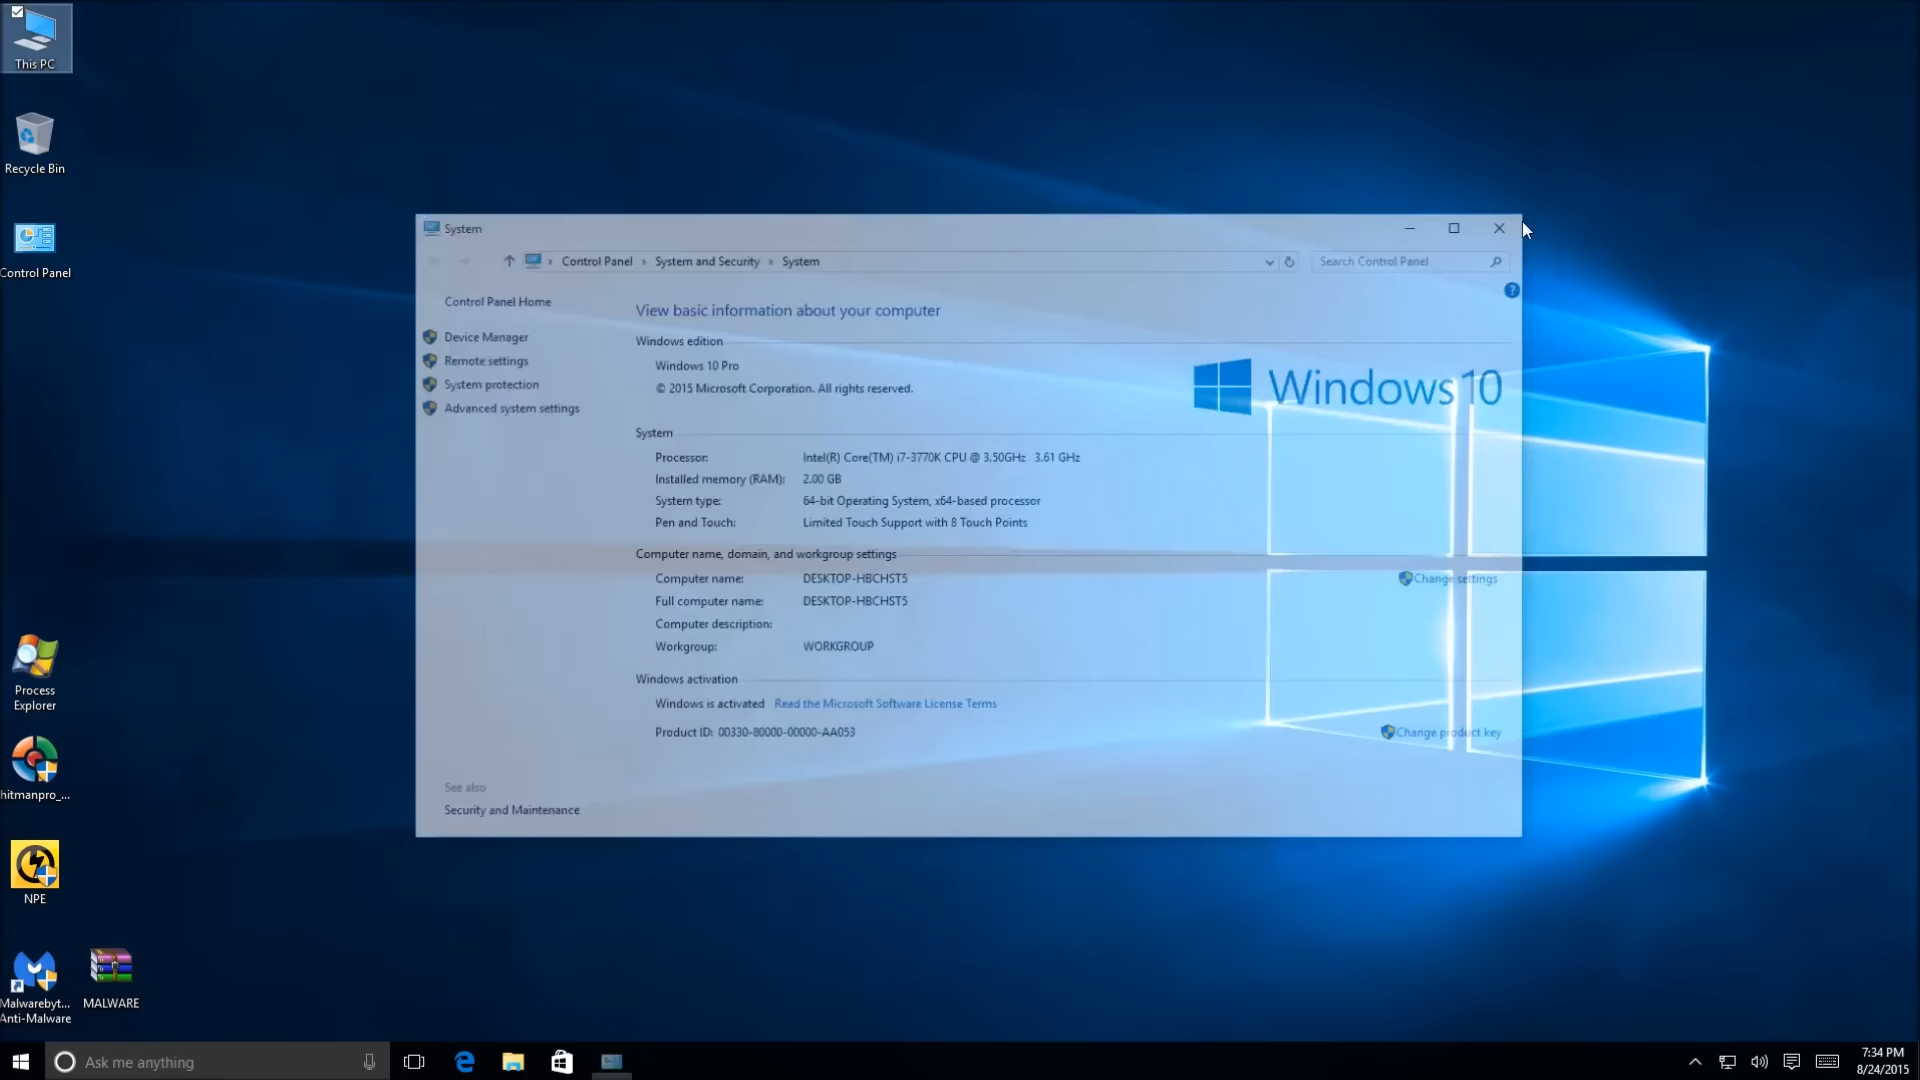 This PC
Recycle Bin
Control Panel
Process
Explorer
hitmanpro_...
NPE
Malwarebyt...
Anti-Malware
MALWARE
System
Control Panel › System and Security › System
Search Control Panel
Control Panel Home
Device Manager
Remote settings
System protection
Advanced system settings
See also
Security and Maintenance
View basic information about your computer
Windows edition
Windows 10 Pro
© 2015 Microsoft Corporation. All rights reserved.
Windows 10
System
Processor: Intel(R) Core(TM) i7-3770K CPU @ 3.50GHz 3.61 GHz
Installed memory (RAM): 2.00 GB
System type: 64-bit Operating System, x64-based processor
Pen and Touch: Limited Touch Support with 8 Touch Points
Computer name, domain, and workgroup settings
Computer name: DESKTOP-HBCHST5
Change settings
Full computer name: DESKTOP-HBCHST5
Computer description:
Workgroup: WORKGROUP
Windows activation
Windows is activated Read the Microsoft Software License Terms
Product ID: 00330-80000-00000-AA053
Change product key
Ask me anything
7:34 PM
8/24/2015